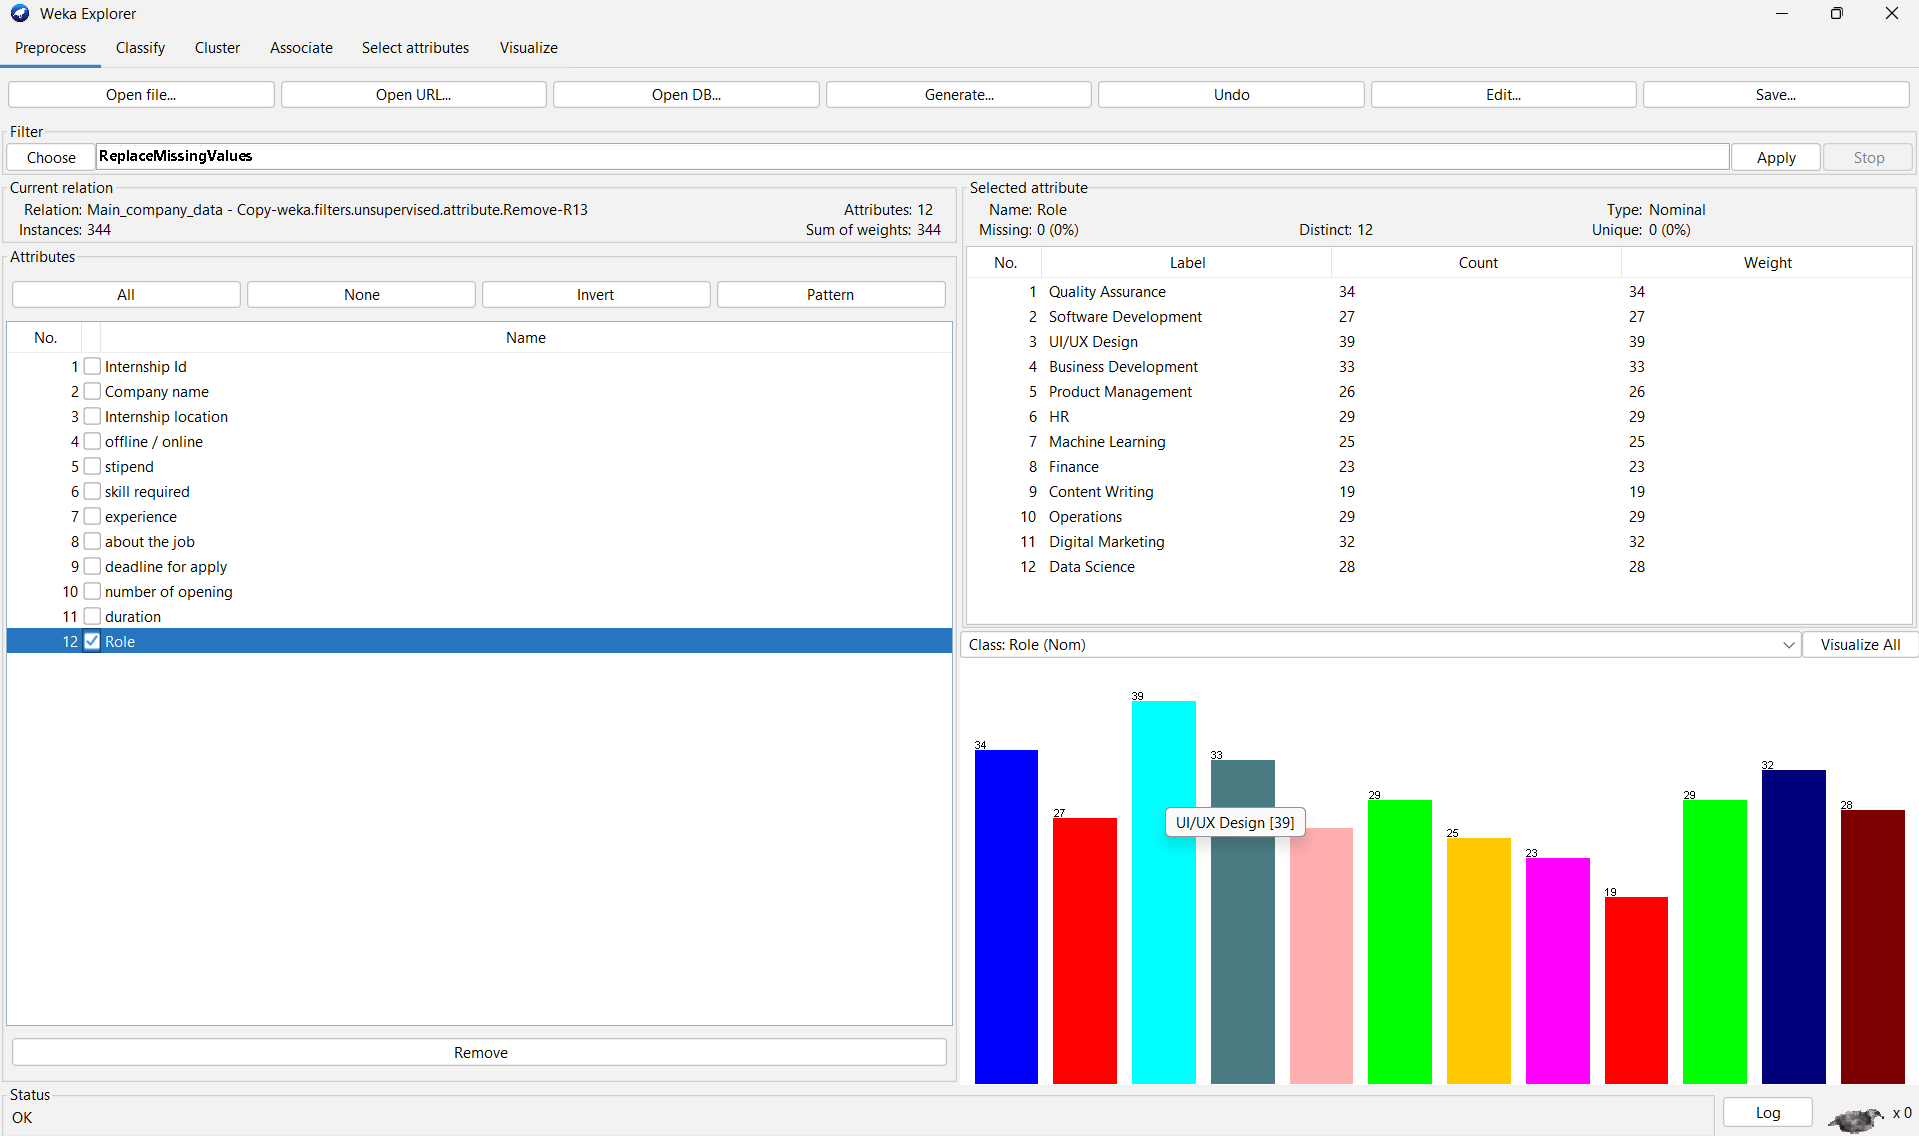 Weka Explorer
Preprocess Classify Cluster Associate Select attributes Visualize
Open file... Open URL... Open DB... Generate... Undo Edit... Save...
Filter
Choose ReplaceMissingValues Apply Stop
Current relation
Relation: Main_company_data - Copy-weka.filters.unsupervised.attribute.Remove-R13 Attributes: 12
Instances: 344 Sum of weights: 344
Attributes
All None Invert Pattern
No. Name
1 Internship Id
2 Company name
3 Internship location
4 offline / online
5 stipend
6 skill required
7 experience
8 about the job
9 deadline for apply
10 number of opening
11 duration
12 Role
Remove
Selected attribute
Name: Role Type: Nominal
Missing: 0 (0%) Distinct: 12 Unique: 0 (0%)
No. Label Count Weight
1 Quality Assurance 34 34
2 Software Development 27 27
3 UI/UX Design 39 39
4 Business Development 33 33
5 Product Management 26 26
6 HR 29 29
7 Machine Learning 25 25
8 Finance 23 23
9 Content Writing 19 19
10 Operations 29 29
11 Digital Marketing 32 32
12 Data Science 28 28
Class: Role (Nom) Visualize All
34 27 39 33 29 25 23 19 29 32 28
UI/UX Design [39]
Status
OK
Log x 0